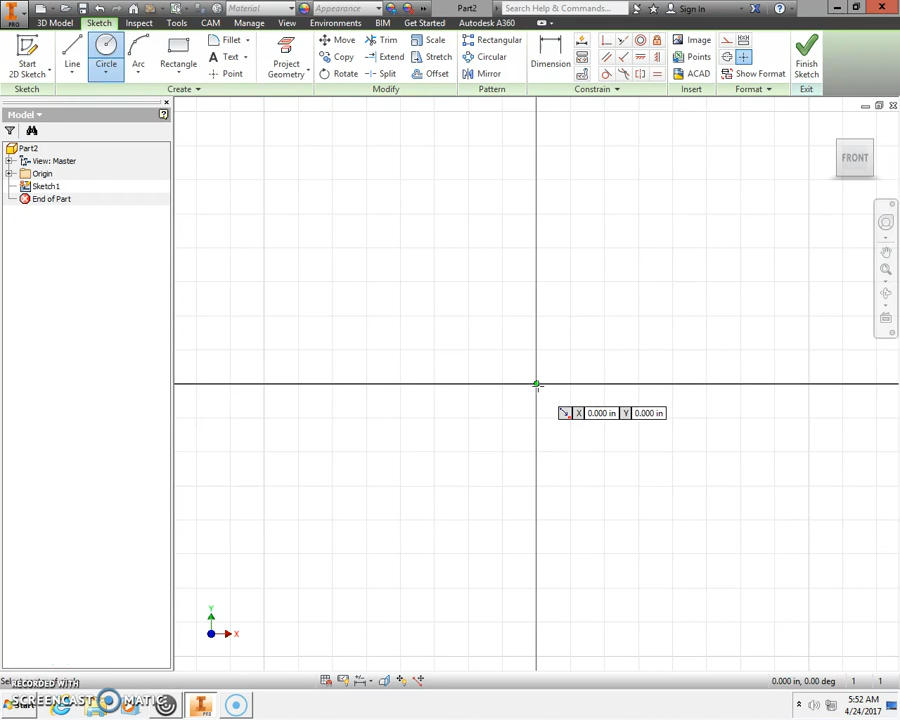 Material
Appearance
Part2
Search Help & Commands...
Sign In
PRO
3D Model Sketch Inspect Tools CAM Manage View Environments BIM Get Started Autodesk A360
Start
2D Sketch
Line
Circle
Arc
Rectangle
Fillet
Text
Point
Project
Geometry
Move
Copy
Rotate
Trim
Extend
Split
Scale
Stretch
Offset
Rectangular
Circular
Mirror
Dimension
Image
Points
ACAD
Show Format
Finish
Sketch
Sketch Create Modify Pattern Constrain Insert Format Exit
Model
Part2
View: Master
Origin
Sketch1
End of Part
FRONT
X 0.000 in Y 0.000 in
Y
X
0.000 in, 0.00 deg 1 1
RECORDED WITH
SCREENCAST MATIC
Start
PRO
5:52 AM
4/24/2017